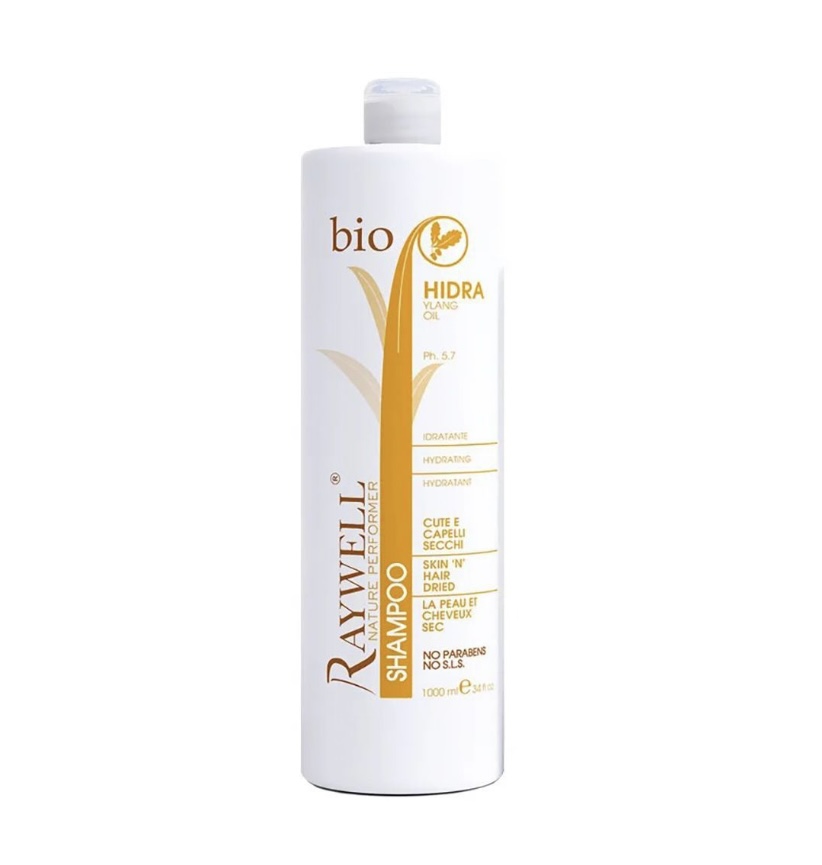 bio
HIDRA
YLANG
OIL
Ph. 5.7
IDRATANTE
HYDRATING
HYDRATANT
CUTE E
CAPELLI
SECCHI
SKIN 'N'
HAIR
DRIED
LA PEAU ET
CHEVEUX
SEC
NO PARABENS
NO S.L.S.
1000 ml e 34 fl oz
RAYWELL®
NATURE PERFORMER
SHAMPOO